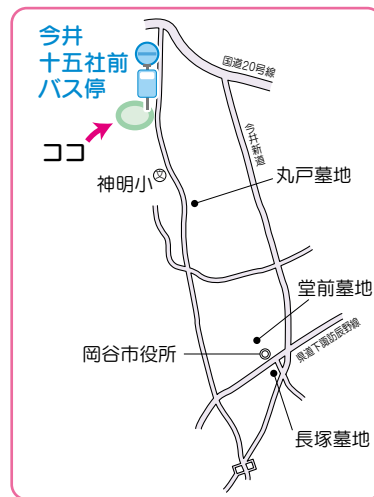 今井
十五社前
バス停
国道20号線
ココ
今井新道
神明小
文
丸戸墓地
堂前墓地
岡谷市役所
県道下諏訪辰野線
長塚墓地